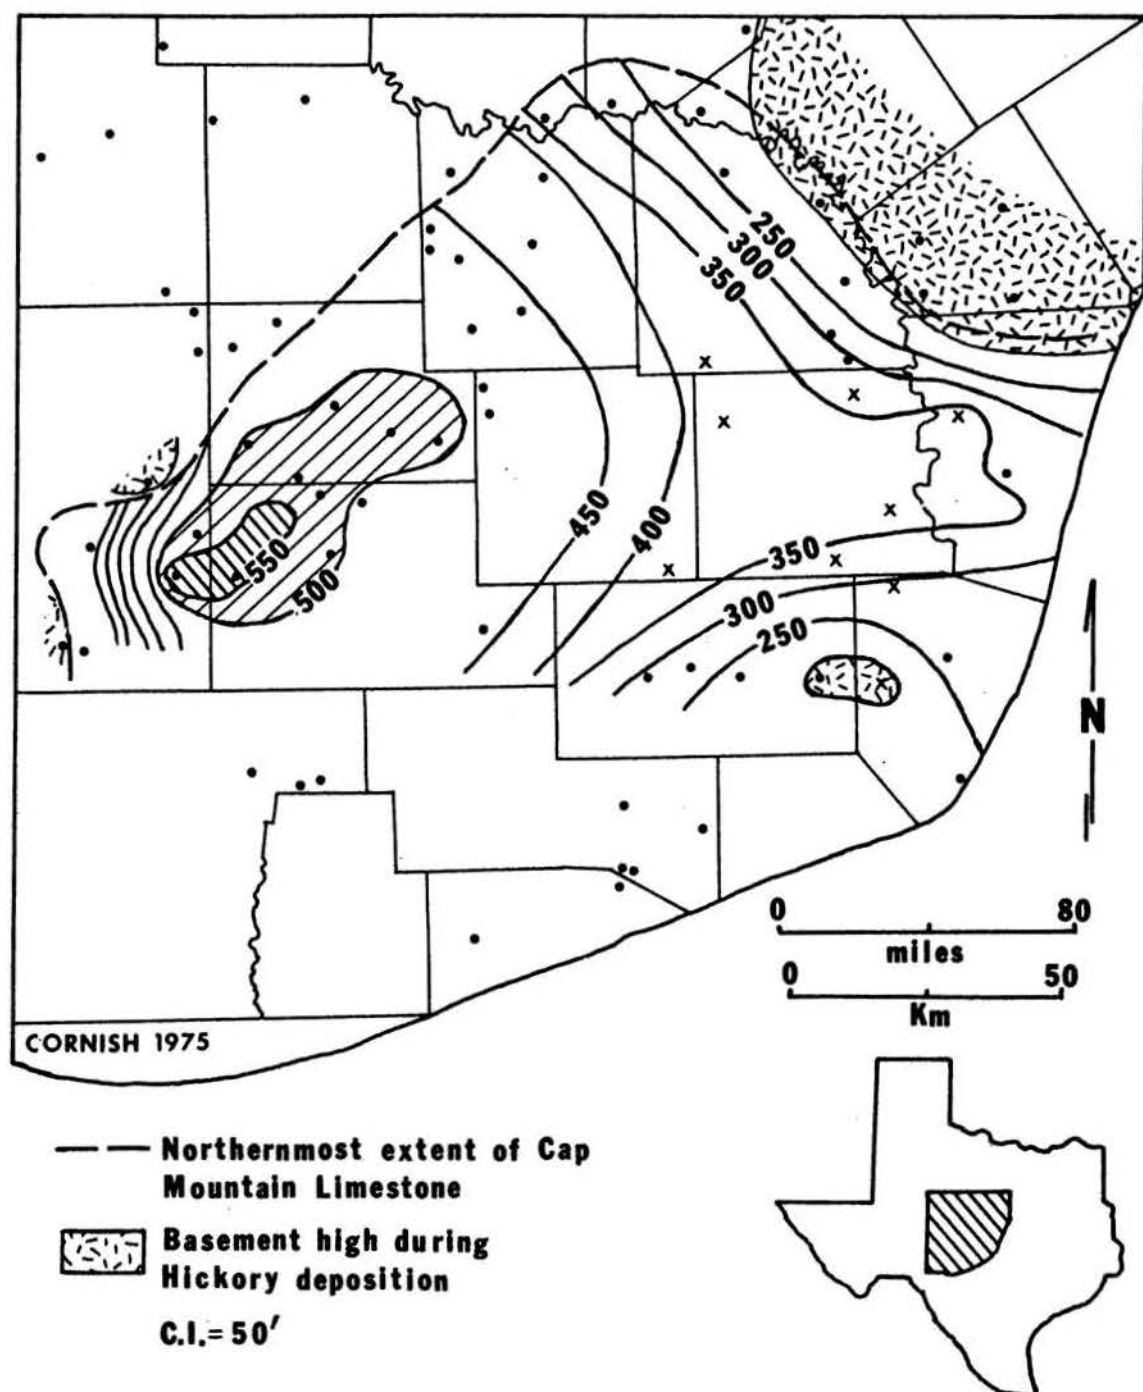 250
300
350
450
400
550
500
350
300
250
N
0 80
miles
0 50
Km
CORNISH 1975
Northernmost extent of Cap
Mountain Limestone
Basement high during
Hickory deposition
C.I.= 50'